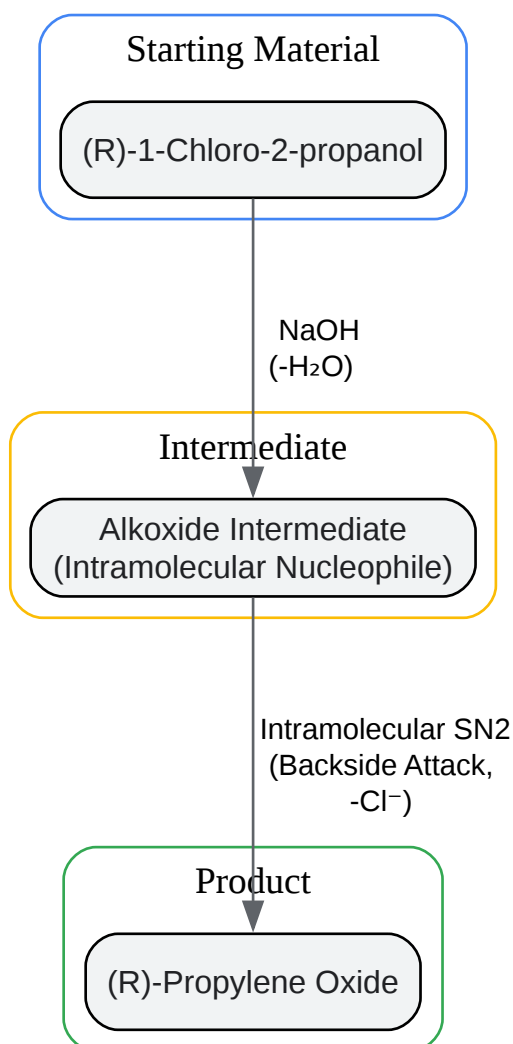 Starting Material
(R)-1-Chloro-2-propanol
NaOH
(-H₂O)
Intermediate
Alkoxide Intermediate
(Intramolecular Nucleophile)
Intramolecular SN2
(Backside Attack,
-Cl⁻)
Product
(R)-Propylene Oxide